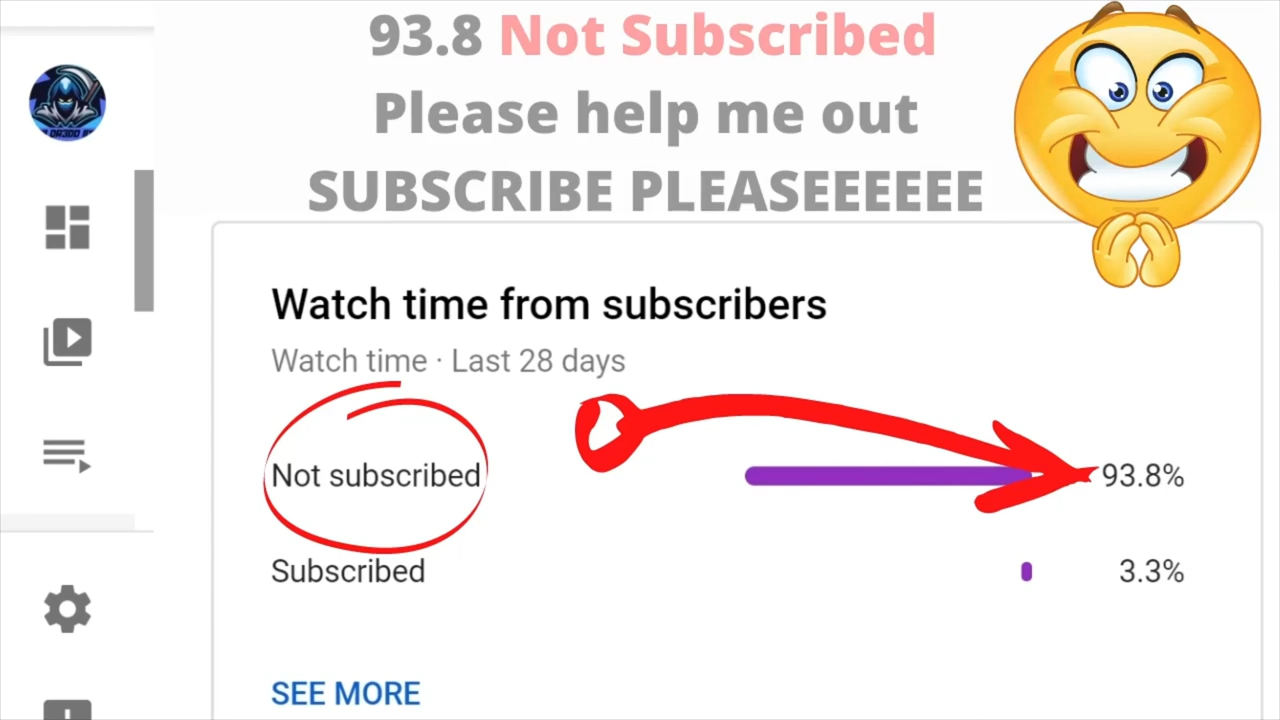 93.8 Not Subscribed
Please help me out
SUBSCRIBE PLEASEEEEEE
Watch time from subscribers
Watch time · Last 28 days
Not subscribed 93.8%
Subscribed 3.3%
SEE MORE